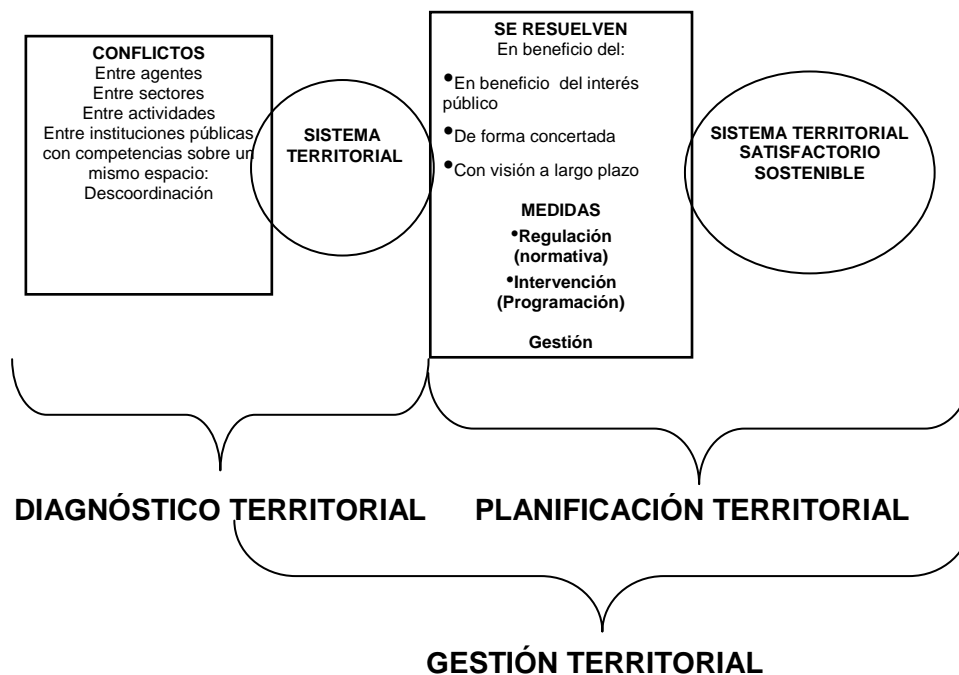 CONFLICTOS
Entre agentes
Entre sectores
Entre actividades
Entre instituciones públicas
con competencias sobre un
mismo espacio:
Descoordinación
SISTEMA
TERRITORIAL
SE RESUELVEN
En beneficio del:
•En beneficio del interés
público
•De forma concertada
•Con visión a largo plazo
MEDIDAS
•Regulación
(normativa)
•Intervención
(Programación)
Gestión
SISTEMA TERRITORIAL
SATISFACTORIO
SOSTENIBLE
DIAGNÓSTICO TERRITORIAL
PLANIFICACIÓN TERRITORIAL
GESTIÓN TERRITORIAL